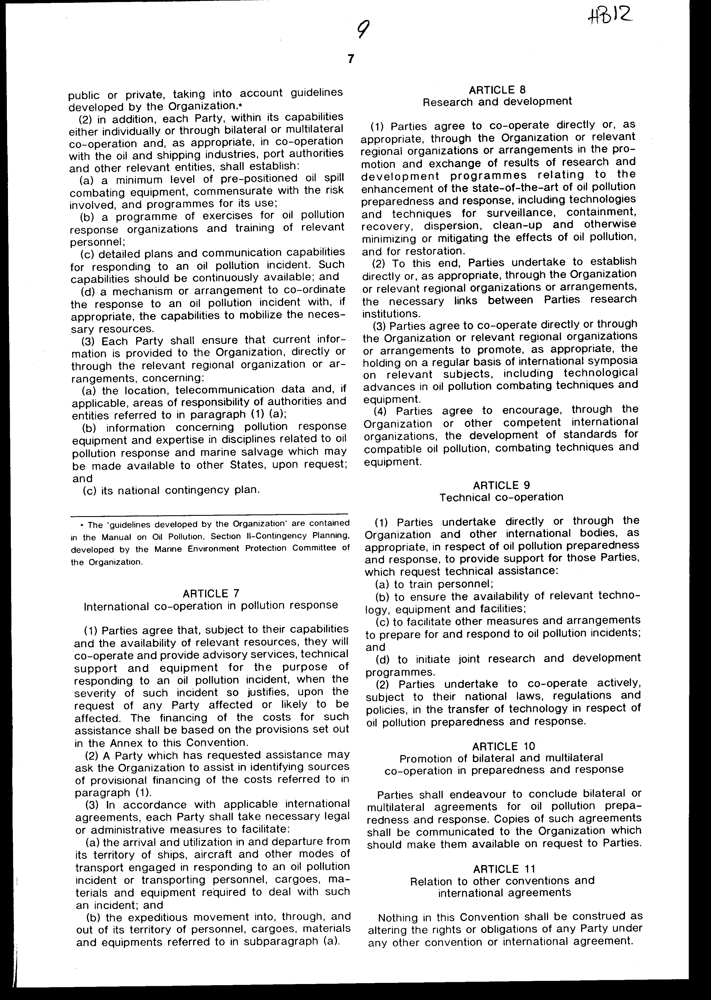 HB12
9
7
public or private, taking into account guidelines
developed by the Organization.*
(2) in addition, each Party, within its capabilities
either individually or through bilateral or multilateral
co-operation and, as appropriate, in co-operation
with the oil and shipping industries, port authorities
and other relevant entities, shall establish:
(a) a minimum level of pre-positioned oil spill
combating equipment, commensurate with the risk
involved, and programmes for its use;
(b) a programme of exercises for oil pollution
response organizations and training of relevant
personnel;
(c) detailed plans and communication capabilities
for responding to an oil pollution incident. Such
capabilities should be continuously available; and
(d) a mechanism or arrangement to co-ordinate
the response to an oil pollution incident with, if
appropriate, the capabilities to mobilize the neces-
sary resources.
(3) Each Party shall ensure that current infor-
mation is provided to the Organization, directly or
through the relevant regional organization or ar-
rangements, concerning:
(a) the location, telecommunication data and, if
applicable, areas of responsibility of authorities and
entities referred to in paragraph (1) (a);
(b) information concerning pollution response
equipment and expertise in disciplines related to oil
pollution response and marine salvage which may
be made available to other States, upon request;
and
(c) its national contingency plan.
* The "guidelines developed by the Organization" are contained
in the Manual on Oil Pollution, Section II-Contingency Planning,
developed by the Marine Environment Protection Committee of
the Organization.
ARTICLE 7
International co-operation in pollution response
(1) Parties agree that, subject to their capabilities
and the availability of relevant resources, they will
co-operate and provide advisory services, technical
support and equipment for the purpose of
responding to an oil pollution incident, when the
severity of such incident so justifies, upon the
request of any Party affected or likely to be
affected. The financing of the costs for such
assistance shall be based on the provisions set out
in the Annex to this Convention.
(2) A Party which has requested assistance may
ask the Organization to assist in identifying sources
of provisional financing of the costs referred to in
paragraph (1).
(3) In accordance with applicable international
agreements, each Party shall take necessary legal
or administrative measures to facilitate:
(a) the arrival and utilization in and departure from
its territory of ships, aircraft and other modes of
transport engaged in responding to an oil pollution
incident or transporting personnel, cargoes, ma-
terials and equipment required to deal with such
an incident; and
(b) the expeditious movement into, through, and
out of its territory of personnel, cargoes, materials
and equipments referred to in subparagraph (a).
ARTICLE 8
Research and development
(1) Parties agree to co-operate directly or, as
appropriate, through the Organization or relevant
regional organizations or arrangements in the pro-
motion and exchange of results of research and
development programmes relating to the
enhancement of the state-of-the-art of oil pollution
preparedness and response, including technologies
and techniques for surveillance, containment,
recovery, dispersion, clean-up and otherwise
minimizing or mitigating the effects of oil pollution,
and for restoration.
(2) To this end, Parties undertake to establish
directly or, as appropriate, through the Organization
or relevant regional organizations or arrangements,
the necessary links between Parties research
institutions.
(3) Parties agree to co-operate directly or through
the Organization or relevant regional organizations
or arrangements to promote, as appropriate, the
holding on a regular basis of international symposia
on relevant subjects, including technological
advances in oil pollution combating techniques and
equipment.
(4) Parties agree to encourage, through the
Organization or other competent international
organizations, the development of standards for
compatible oil pollution, combating techniques and
equipment.
ARTICLE 9
Technical co-operation
(1) Parties undertake directly or through the
Organization and other international bodies, as
appropriate, in respect of oil pollution preparedness
and response, to provide support for those Parties,
which request technical assistance:
(a) to train personnel;
(b) to ensure the availability of relevant techno-
logy, equipment and facilities;
(c) to facilitate other measures and arrangements
to prepare for and respond to oil pollution incidents;
and
(d) to initiate joint research and development
programmes.
(2) Parties undertake to co-operate actively,
subject to their national laws, regulations and
policies, in the transfer of technology in respect of
oil pollution preparedness and response.
ARTICLE 10
Promotion of bilateral and multilateral
co-operation in preparedness and response
Parties shall endeavour to conclude bilateral or
multilateral agreements for oil pollution prepa-
redness and response. Copies of such agreements
shall be communicated to the Organization which
should make them available on request to Parties.
ARTICLE 11
Relation to other conventions and
international agreements
Nothing in this Convention shall be construed as
altering the rights or obligations of any Party under
any other convention or international agreement.